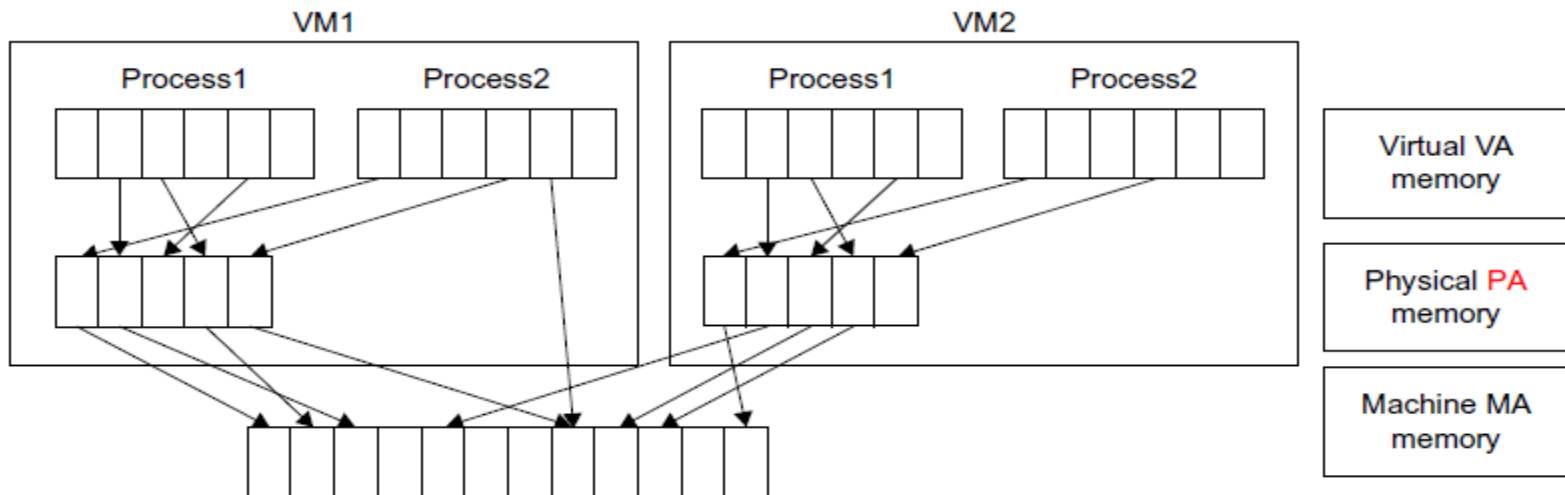 VM1
VM2
Process1
Process2
Process1
Process2
Virtual VA
memory
Physical PA
memory
Machine MA
memory